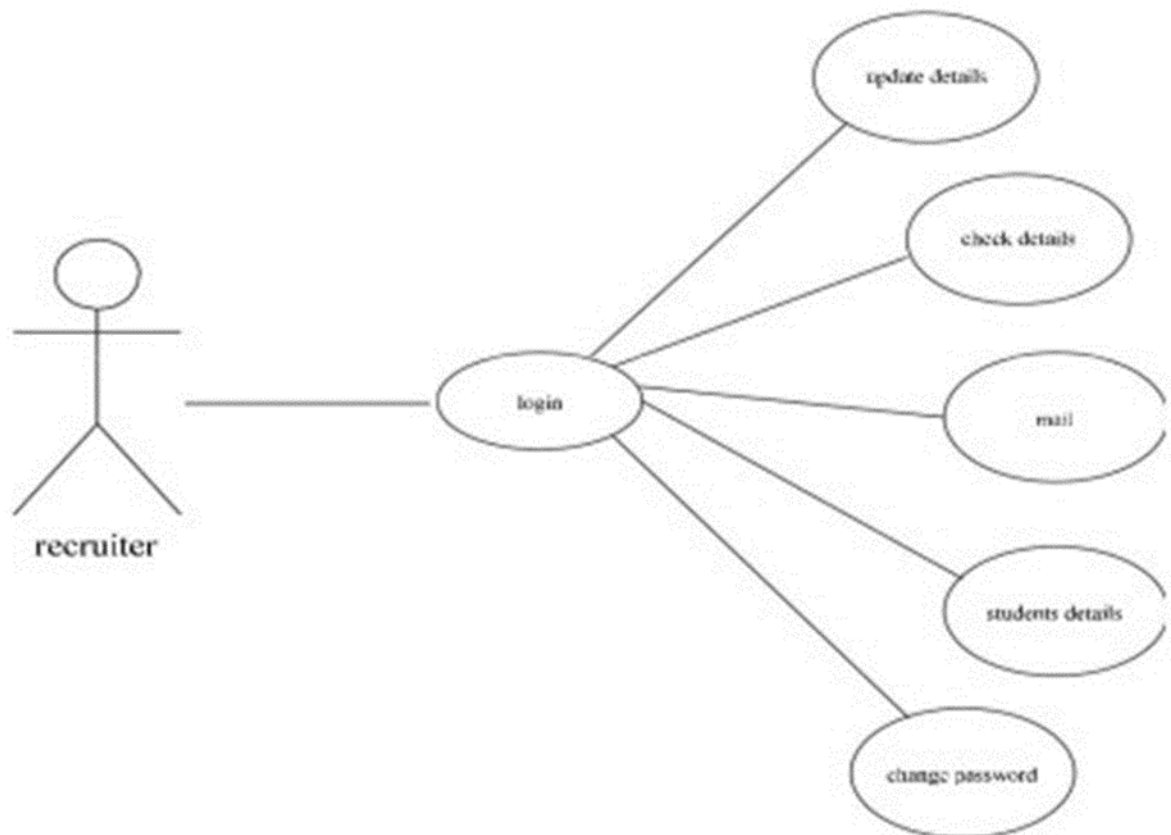 update details
check details
login
mail
recruiter
students details
change password